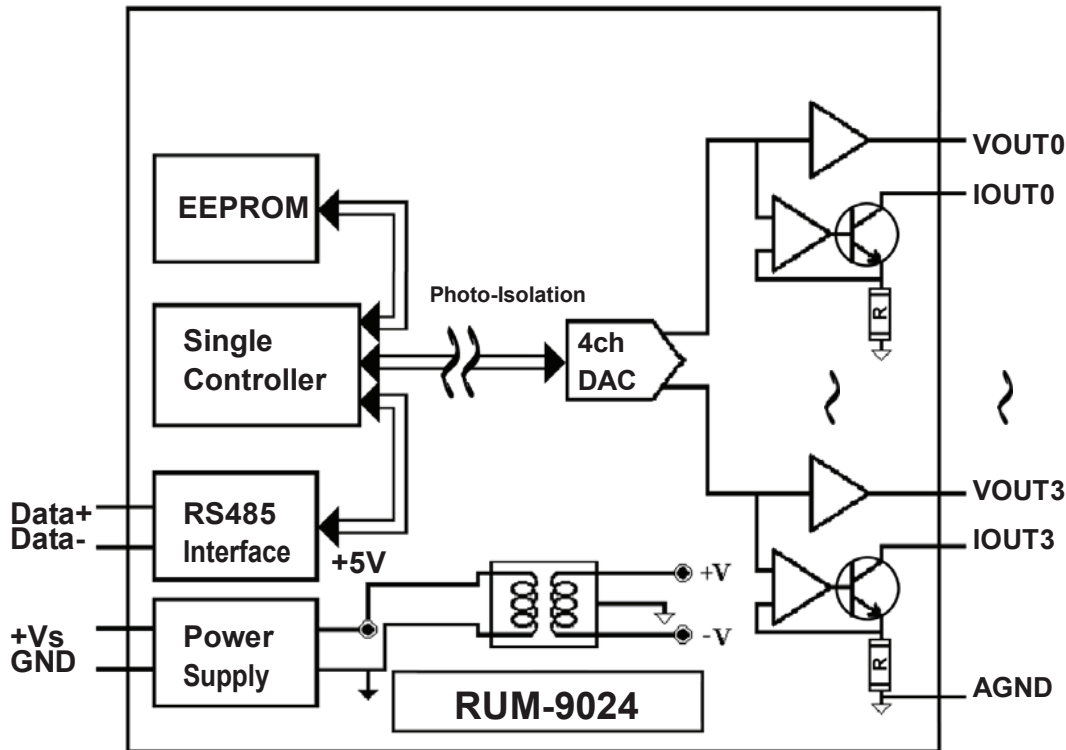 VOUT0
IOUT0
EEPROM
R
Photo-Isolation
Single
Controller
4ch
DAC
VOUT3
Data+
Data-
RS485
Interface
IOUT3
+5V
+V
-V
+Vs
GND
Power
Supply
R
AGND
RUM-9024